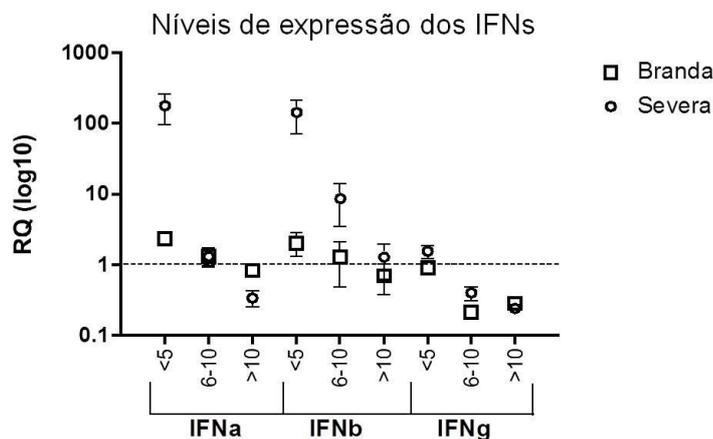 Níveis de expressão dos IFNs
1000
100
10
1
0.1
RQ (log10)
Branda
Severa
<5
6-10
>10
<5
6-10
>10
<5
6-10
>10
IFNa
IFNb
IFNg